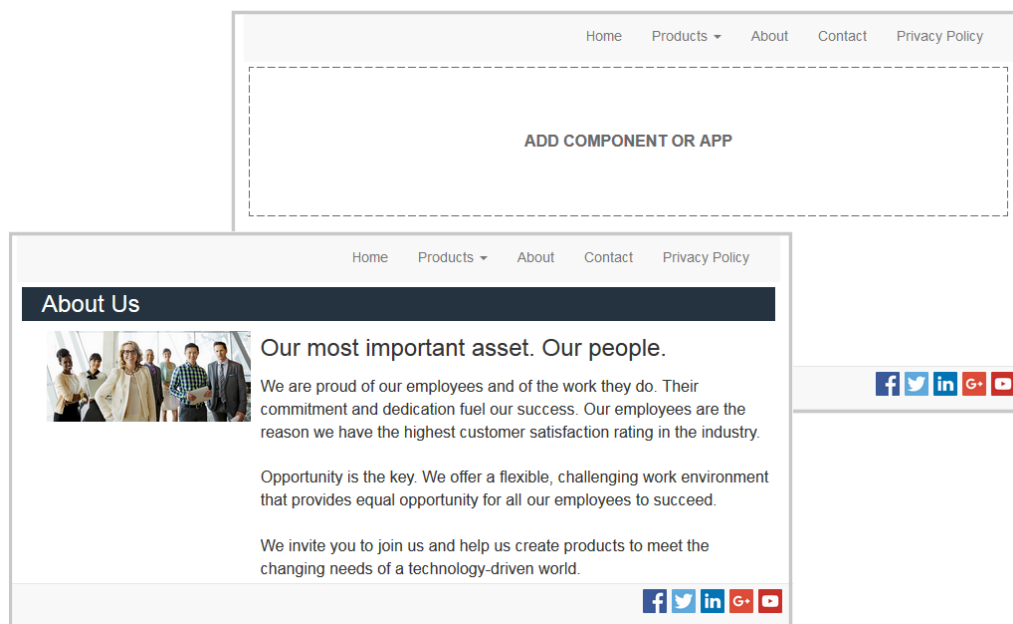 Home Products About Contact Privacy Policy
ADD COMPONENT OR APP
Home Products About Contact Privacy Policy
About Us
Our most important asset. Our people.
We are proud of our employees and of the work they do. Their
commitment and dedication fuel our success. Our employees are the
reason we have the highest customer satisfaction rating in the industry.
Opportunity is the key. We offer a flexible, challenging work environment
that provides equal opportunity for all our employees to succeed.
We invite you to join us and help us create products to meet the
changing needs of a technology-driven world.
f in G+
f in G+